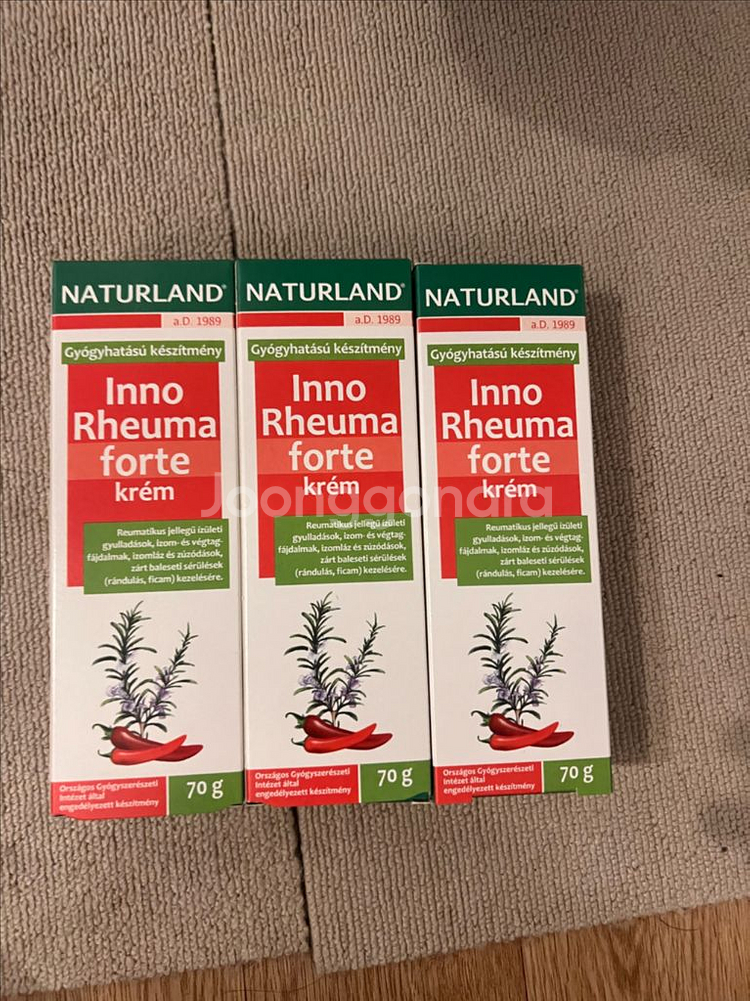 NATURLAND®
a.D. 1989
Gyógyhatású készítmény
Inno
Rheuma
forte
krém
Reumatikus jellegű ízületi
gyulladások, izom- és végtag-
fájdalmak, izomláz és zúzódások,
zárt baleseti sérülések
(rándulás, ficam) kezelésére.
Országos Gyógyszerészeti
Intézet által
engedélyezett készítmény
70 g
NATURLAND®
a.D. 1989
Gyógyhatású készítmény
Inno
Rheuma
forte
krém
Reumatikus jellegű ízületi
gyulladások, izom- és végtag-
fájdalmak, izomláz és zúzódások,
zárt baleseti sérülések
(rándulás, ficam) kezelésére.
Országos Gyógyszerészeti
Intézet által
engedélyezett készítmény
70 g
NATURLAND®
a.D. 1989
Gyógyhatású készítmény
Inno
Rheuma
forte
krém
Reumatikus jellegű ízületi
gyulladások, izom- és végtag-
fájdalmak, izomláz és zúzódások,
zárt baleseti sérülések
(rándulás, ficam) kezelésére.
Országos Gyógyszerészeti
Intézet által
engedélyezett készítmény
70 g
Joonggonara